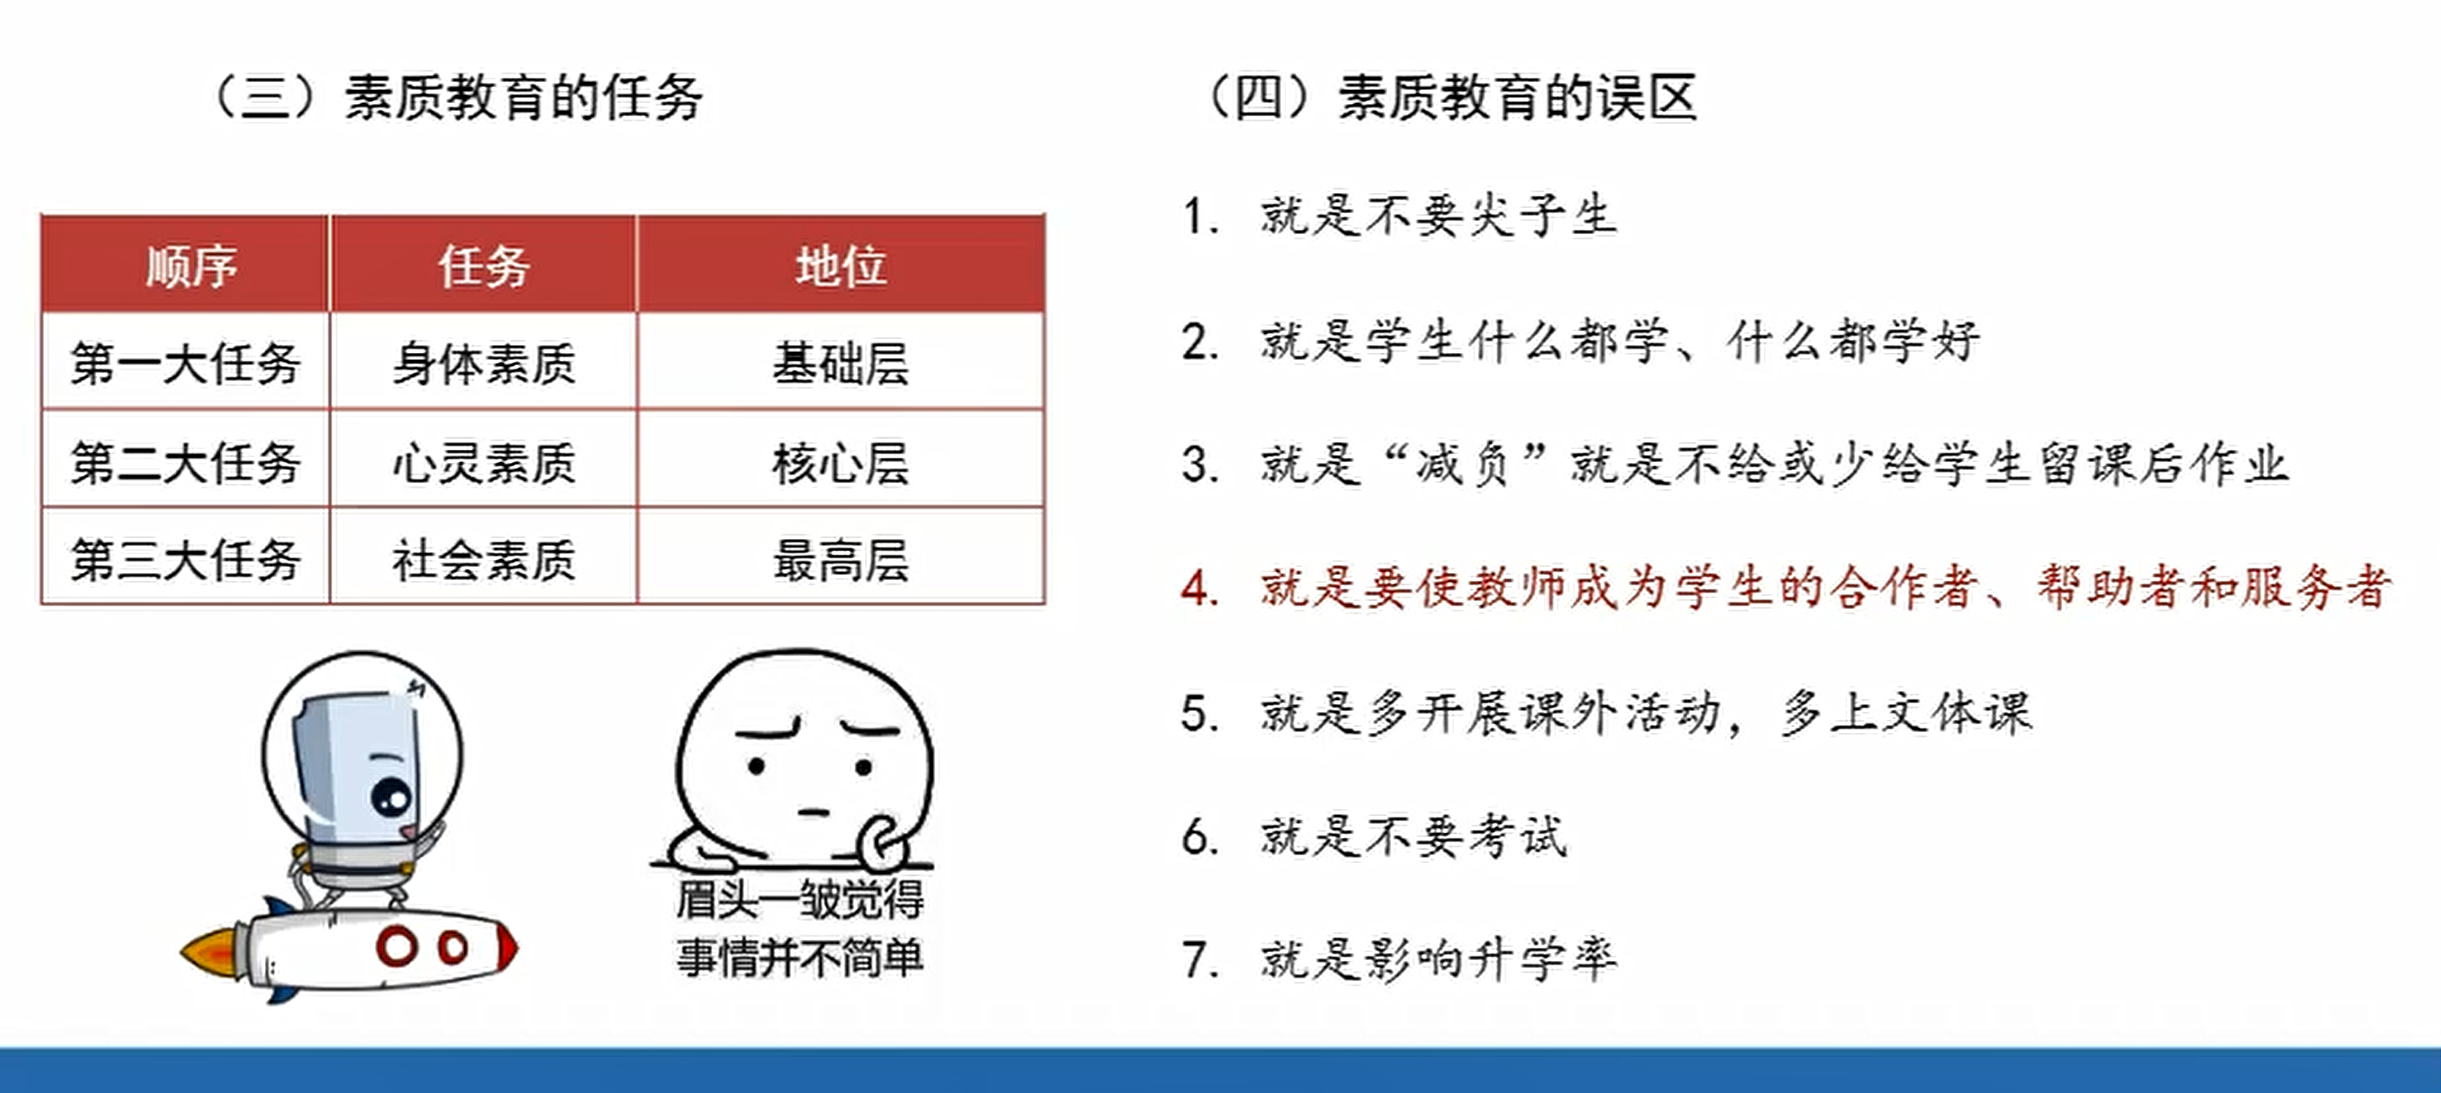 （三）素质教育的任务
顺序 任务 地位
第一大任务 身体素质 基础层
第二大任务 心灵素质 核心层
第三大任务 社会素质 最高层
眉头一皱觉得
事情并不简单
（四）素质教育的误区
1. 就是不要尖子生
2. 就是学生什么都学、什么都学好
3. 就是“减负”就是不给或少给学生留课后作业
4. 就是要使教师成为学生的合作者、帮助者和服务者
5. 就是多开展课外活动，多上文体课
6. 就是不要考试
7. 就是影响升学率